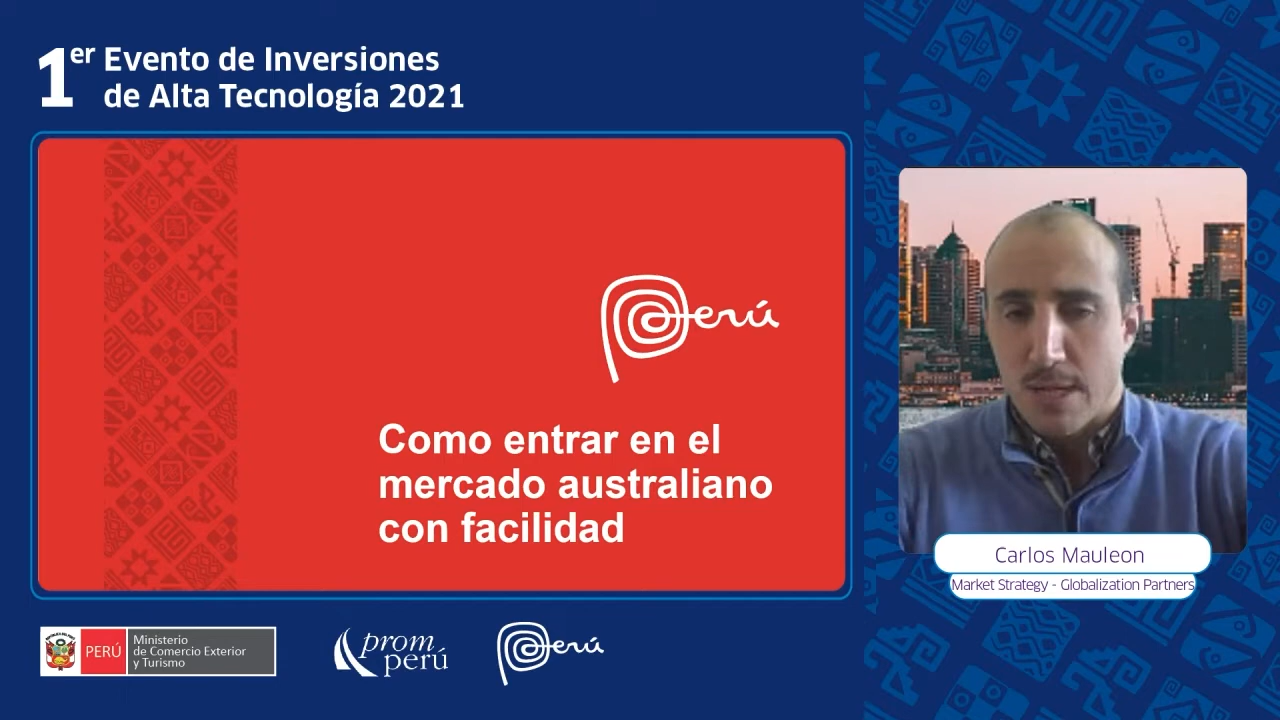 1er Evento de Inversiones
de Alta Tecnología 2021
Perú
Como entrar en el
mercado australiano
con facilidad
Carlos Mauleon
Market Strategy - Globalization Partners
PERÚ
Ministerio
de Comercio Exterior
y Turismo
prom
perú
Perú